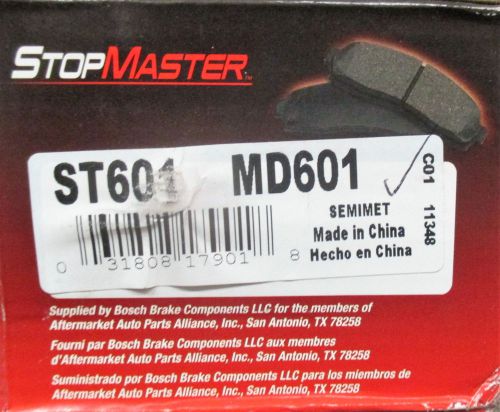 STOPMASTER™
ST601 MD601
SEMIMET
Made in China
Hecho en China
C01 11348
0 31808 17901 8
Supplied by Bosch Brake Components LLC for the members of
Aftermarket Auto Parts Alliance, Inc., San Antonio, TX 78258
Fourni par Bosch Brake Components LLC aux membres
d'Aftermarket Auto Parts Alliance, Inc., San Antonio, TX 78258
Suministrado por Bosch Brake Components LLC para los miembros de
Aftermarket Auto Parts Alliance, Inc., San Antonio, TX 78258